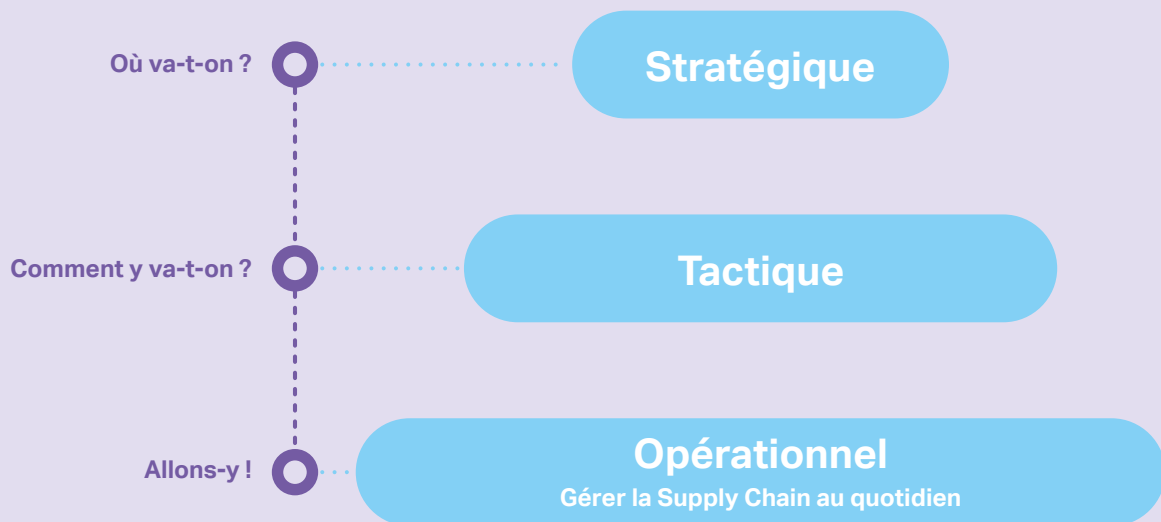 Où va-t-on ?
Stratégique
Comment y va-t-on ?
Tactique
Allons-y !
Opérationnel
Gérer la Supply Chain au quotidien